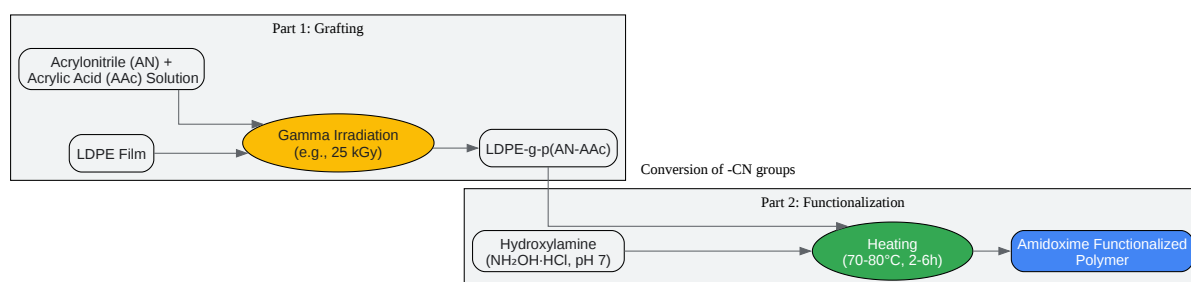 Part 1: Grafting
Acrylonitrile (AN) +
Acrylic Acid (AAc) Solution
Gamma Irradiation
(e.g., 25 kGy)
LDPE Film
LDPE-g-p(AN-AAc)
Conversion of -CN groups
Part 2: Functionalization
Hydroxylamine
(NH₂OH·HCl, pH 7)
Heating
(70-80°C, 2-6h)
Amidoxime Functionalized
Polymer